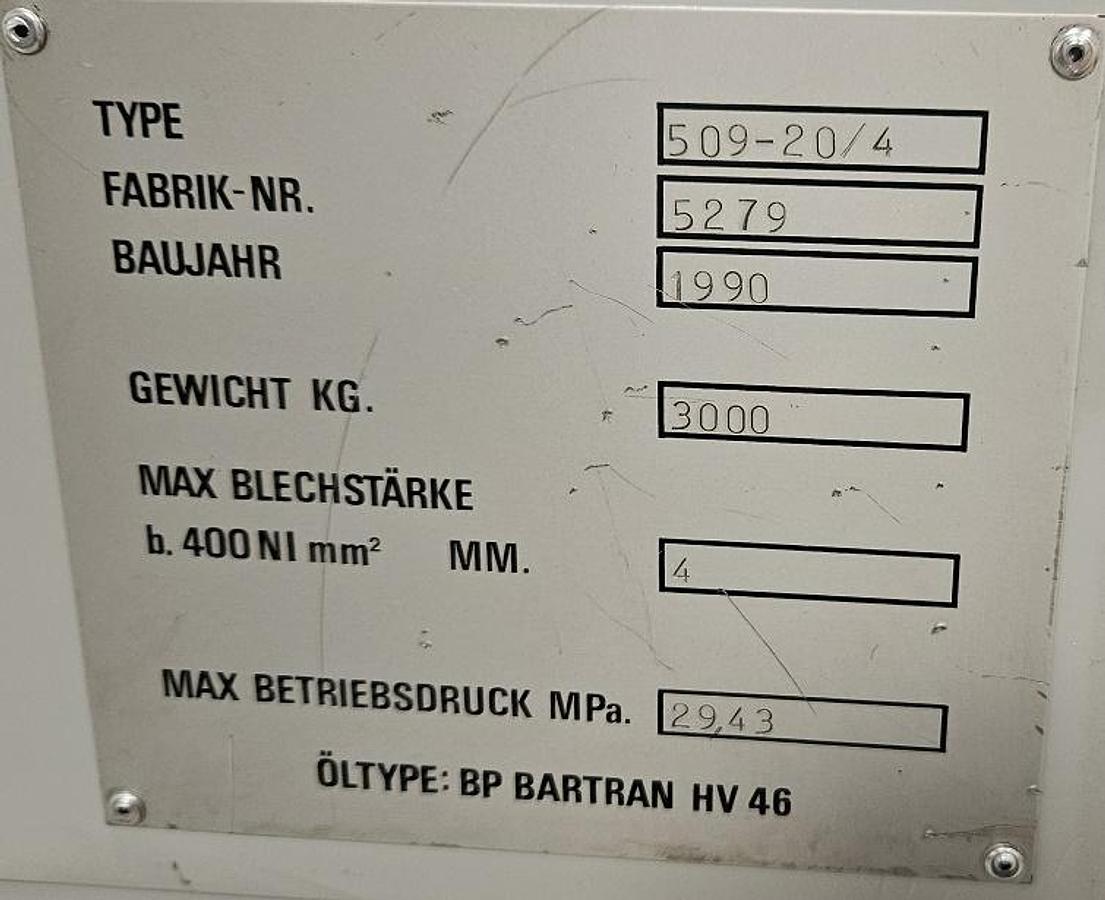 TYPE 509-20/4
FABRIK-NR. 5279
BAUJAHR 1990
GEWICHT KG. 3000
MAX BLECHSTÄRKE
b. 400 N| mm² MM. 4
MAX BETRIEBSDRUCK MPa. 29,43
ÖLTYPE: BP BARTRAN HV 46